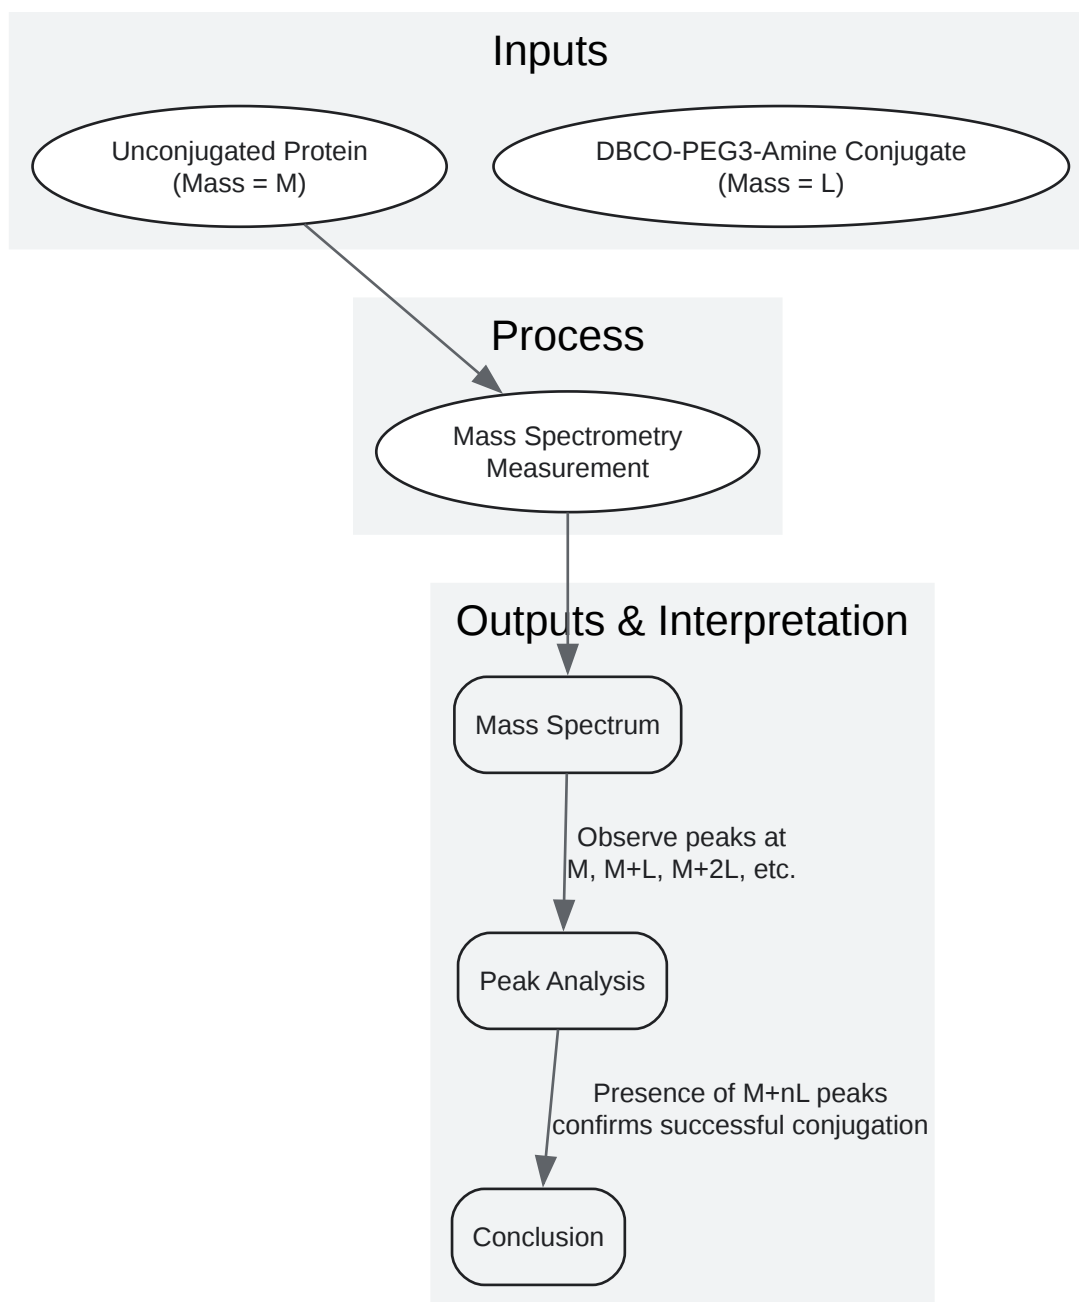 Inputs
Unconjugated Protein
(Mass = M)
DBCO-PEG3-Amine Conjugate
(Mass = L)
Process
Mass Spectrometry
Measurement
Outputs & Interpretation
Mass Spectrum
Observe peaks at
M, M+L, M+2L, etc.
Peak Analysis
Presence of M+nL peaks
confirms successful conjugation
Conclusion